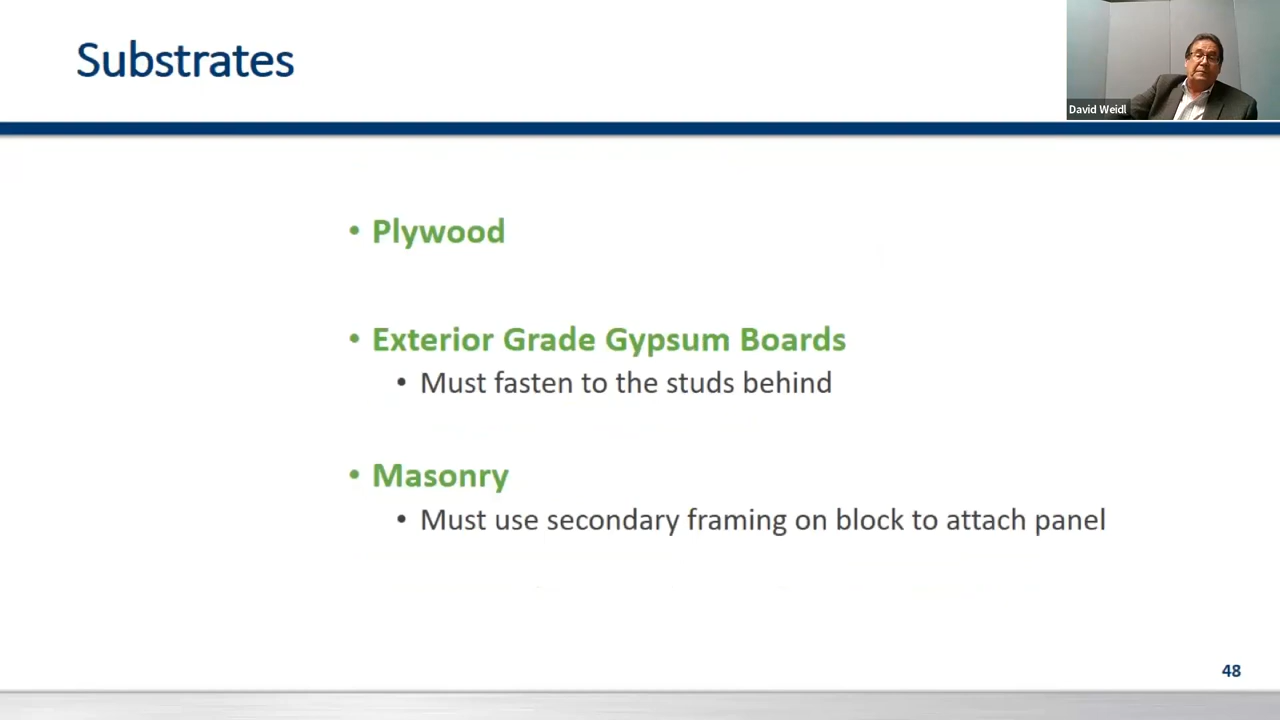 Substrates
David Weidl
• Plywood
• Exterior Grade Gypsum Boards
• Must fasten to the studs behind
• Masonry
• Must use secondary framing on block to attach panel
48